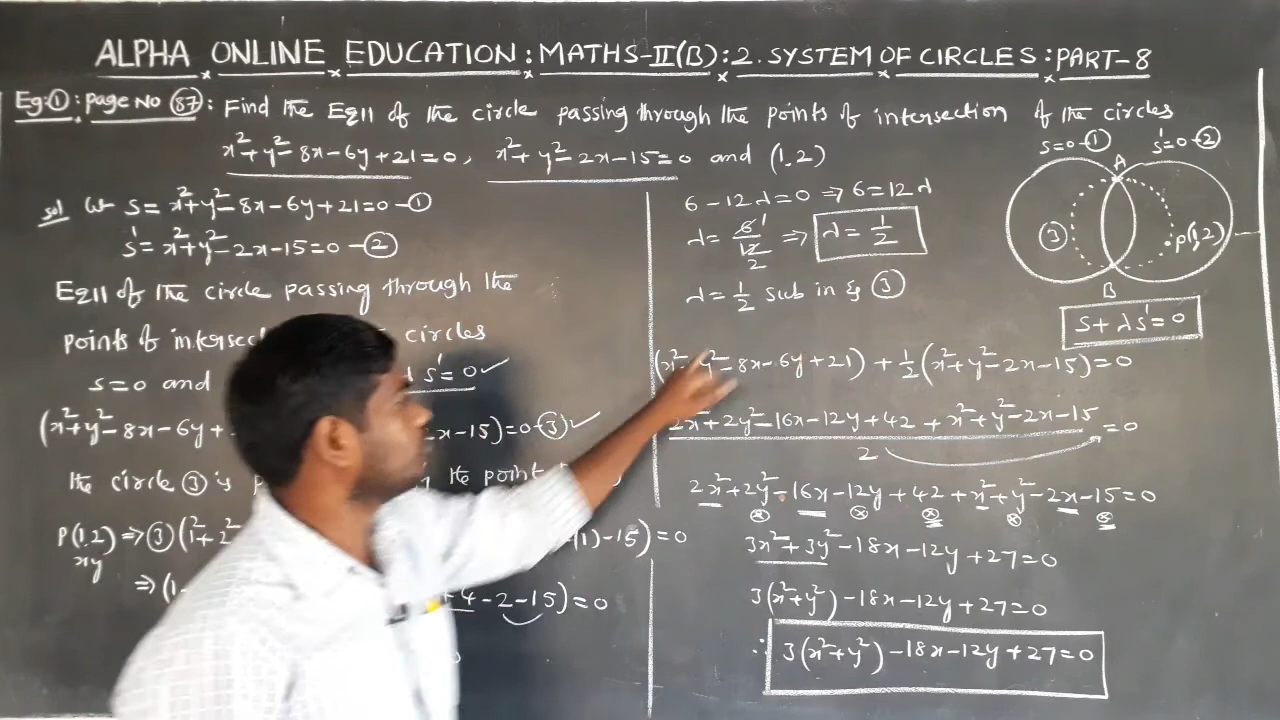 ALPHA ONLINE EDUCATION : MATHS-II(B) : 2. SYSTEM OF CIRCLES : PART-8
Eg:① : page No (87) : Find the Eqn of the circle passing through the points of intersection of the circles
x²+y²-8x-6y+21=0, x²+y²-2x-15=0 and (1,2)
sol S = x²+y²-8x-6y+21=0-①
S' = x²+y²-2x-15=0-②
Eqn of the circle passing through the
points of circles
S=0 and S'=0 ✓
(x²+y²-8x-6y+ x-15)=0-③ ✓
the circle ③ is the point
P(1,2) ⇒ ③ (1²+2² 1)-15)=0
xy
⇒ (1- +4-2-15)=0
6-12λ=0 ⇒ 6=12λ
λ = 6/12 1/2 ⇒ λ = 1/2
λ = 1/2 sub in Eq ③
(x² y²-8x-6y+21) + 1/2 (x²+y²-2x-15)=0
2x²+2y²-16x-12y+42+x²+y²-2x-15 / 2 = 0
2x²+2y²-16x-12y+42+x²+y²-2x-15=0
3x²+3y²-18x-12y+27=0
3(x²+y²)-18x-12y+27=0
∴ 3(x²+y²)-18x-12y+27=0
S=0-① S'=0-②
A
③ P(1,2)
B
S+λS'=0